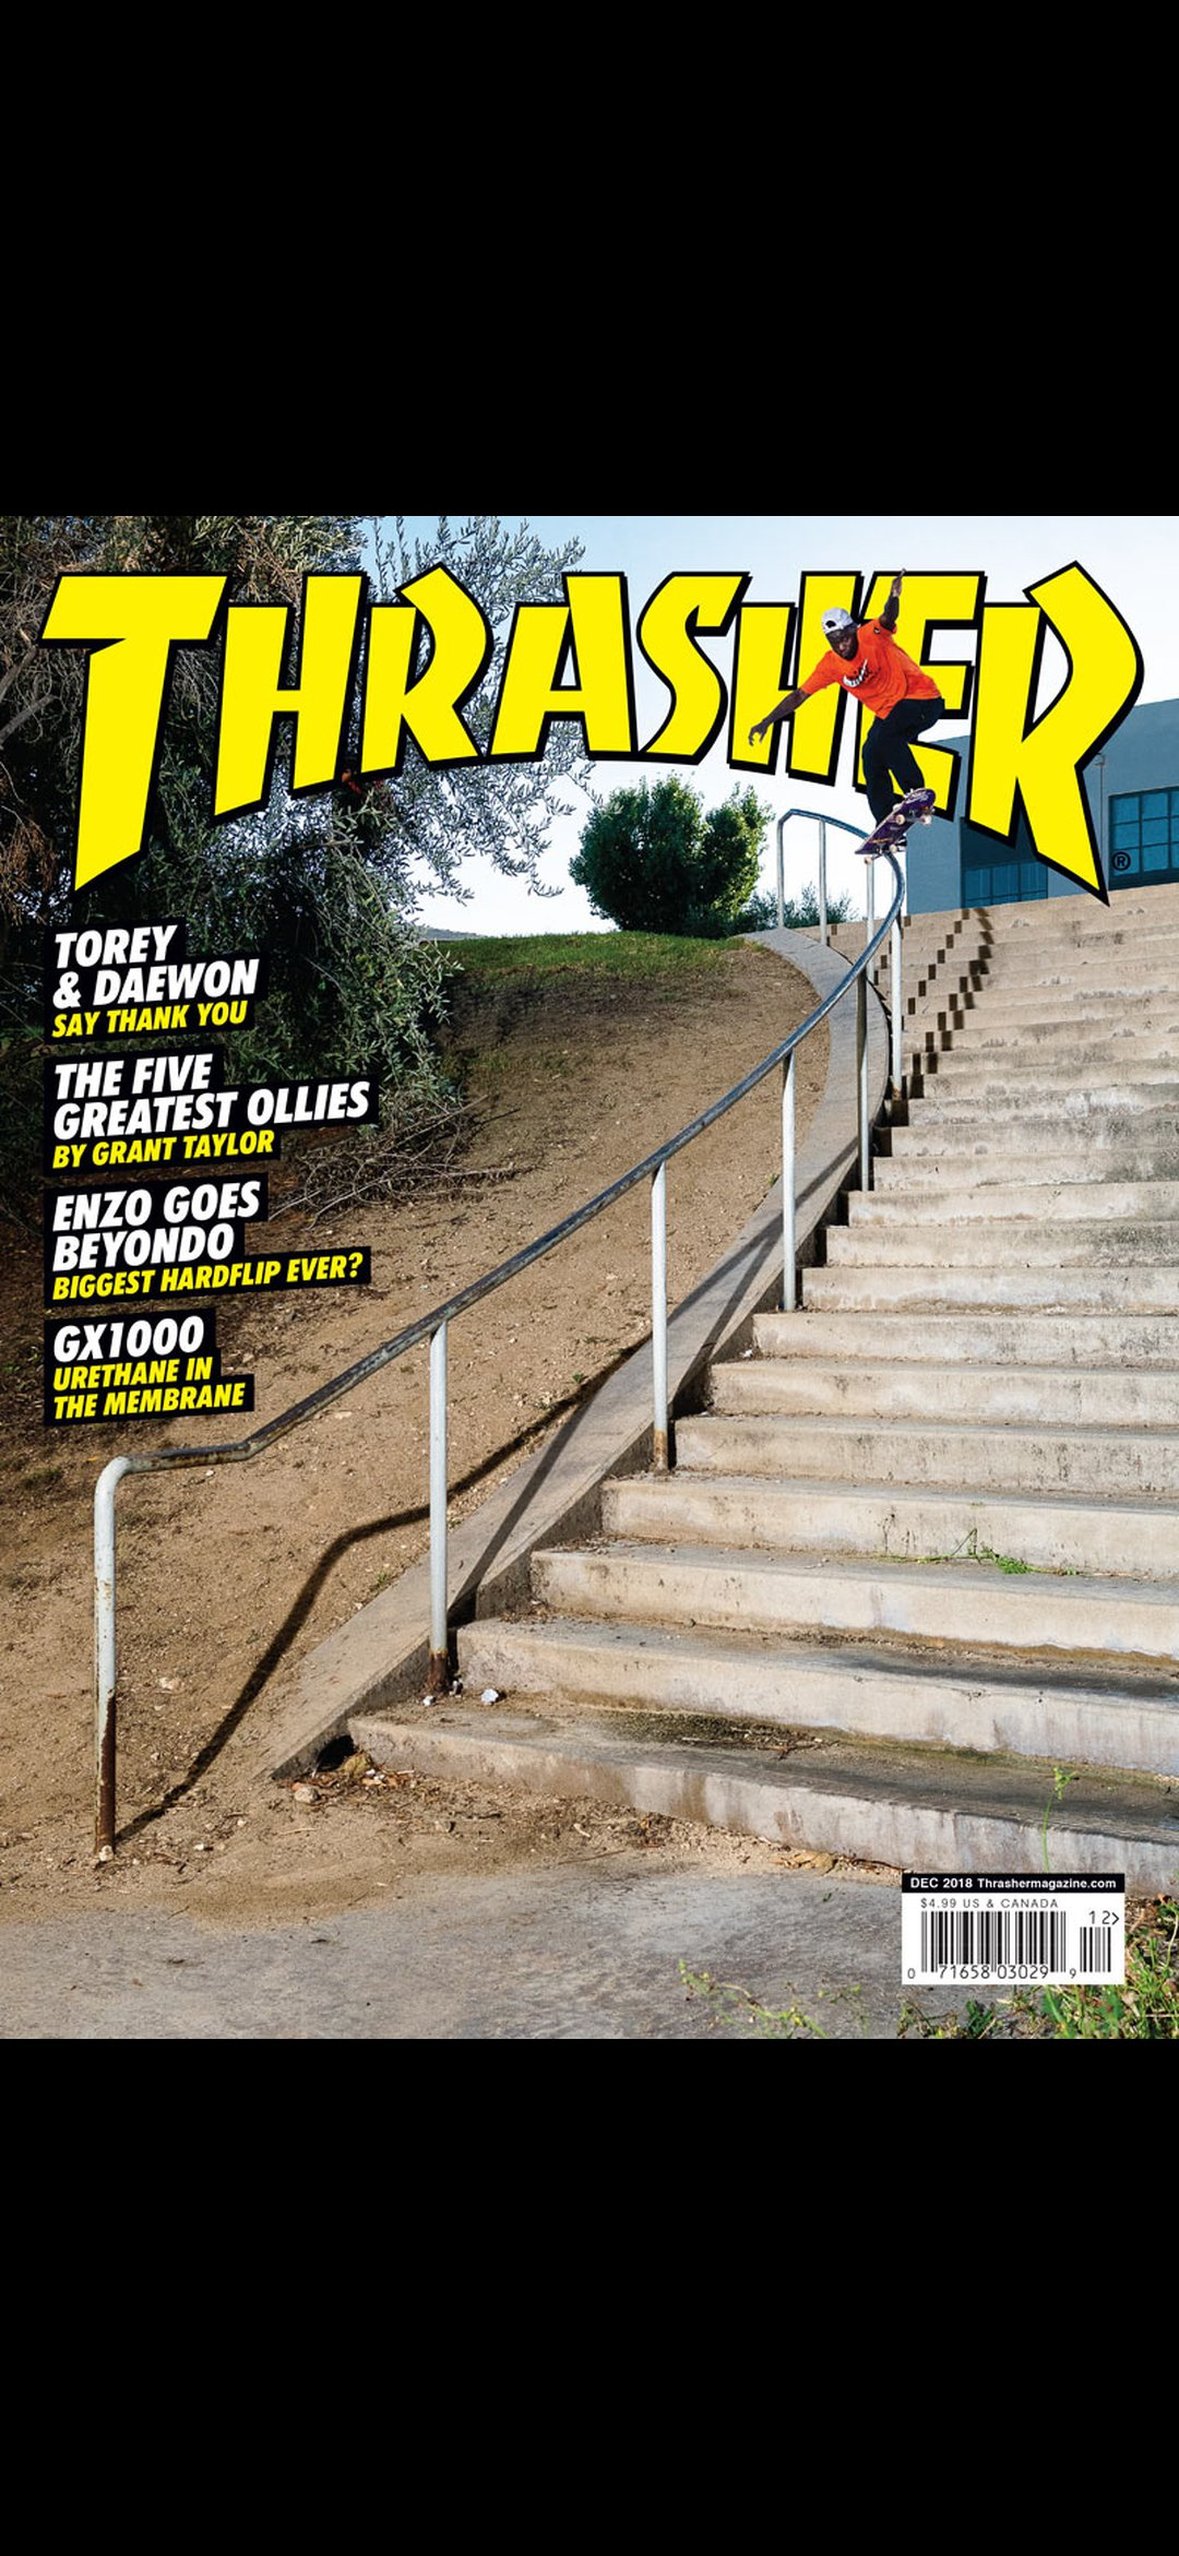 THRASHER
®
TOREY
& DAEWON
SAY THANK YOU
THE FIVE
GREATEST OLLIES
BY GRANT TAYLOR
ENZO GOES
BEYONDO
BIGGEST HARDFLIP EVER?
GX1000
URETHANE IN
THE MEMBRANE
DEC 2018 Thrashermagazine.com
$4.99 US & CANADA
12>
0 71658 03029 9